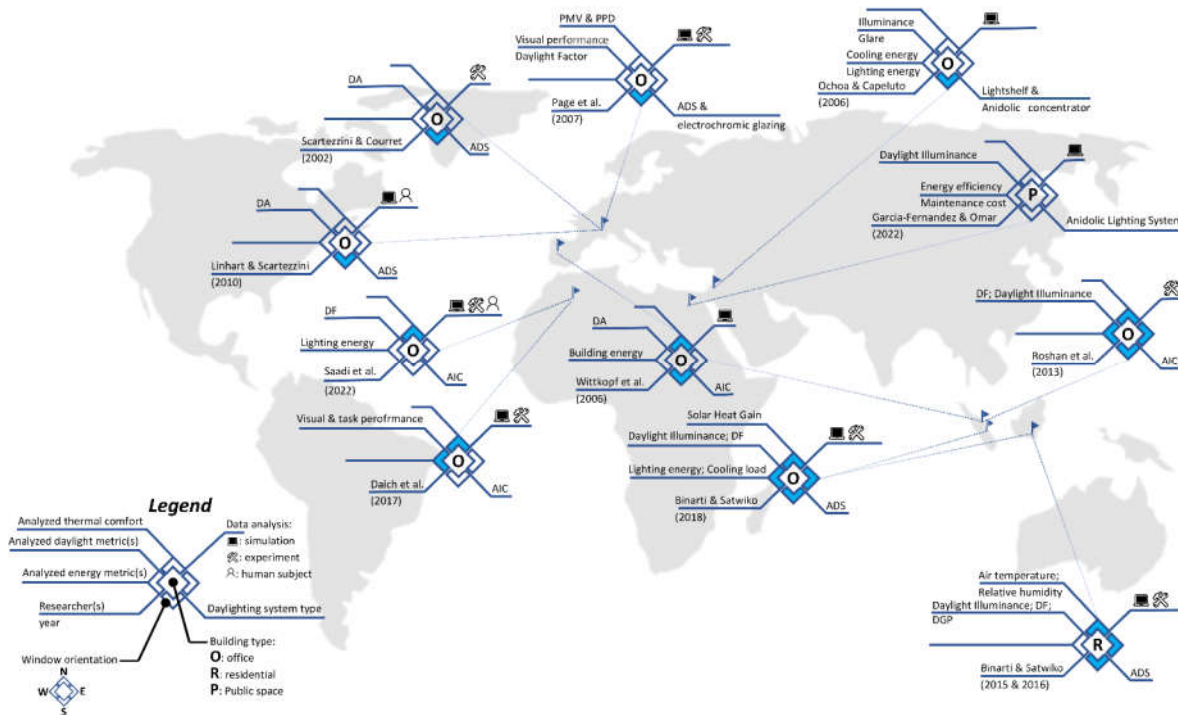 PMV & PPD
Visual performance
Daylight Factor
Page et al.
(2007)
O
ADS &
electrochromic glazing
Illuminance
Glare
Cooling energy
Lighting energy
Ochoa & Capeluto
(2006)
O
Lightshelf &
Anidolic concentrator
DA
Scartezzini & Courret
(2002)
O
ADS
Daylight Illuminance
Energy efficiency
Maintenance cost
Garcia-Fernandez & Omar
(2022)
P
Anidolic Lighting System
DA
Linhart & Scartezzini
(2010)
O
ADS
DF
Lighting energy
Saadi et al.
(2022)
O
AIC
DA
Building energy
Wittkopf et al.
(2006)
O
AIC
DF; Daylight Illuminance
Roshan et al.
(2013)
O
AIC
Visual & task perofrmance
Daich et al.
(2017)
O
AIC
Solar Heat Gain
Daylight Illuminance; DF
Lighting energy; Cooling load
Binarti & Satwiko
(2018)
O
ADS
Air temperature;
Relative humidity
Daylight Illuminance; DF;
DGP
Binarti & Satwiko
(2015 & 2016)
R
ADS
Legend
Analyzed thermal comfort
Analyzed daylight metric(s)
Analyzed energy metric(s)
Researcher(s)
year
Window orientation
N
W E
S
Data analysis:
: simulation
: experiment
: human subject
Daylighting system type
Building type:
O: office
R: residential
P: Public space